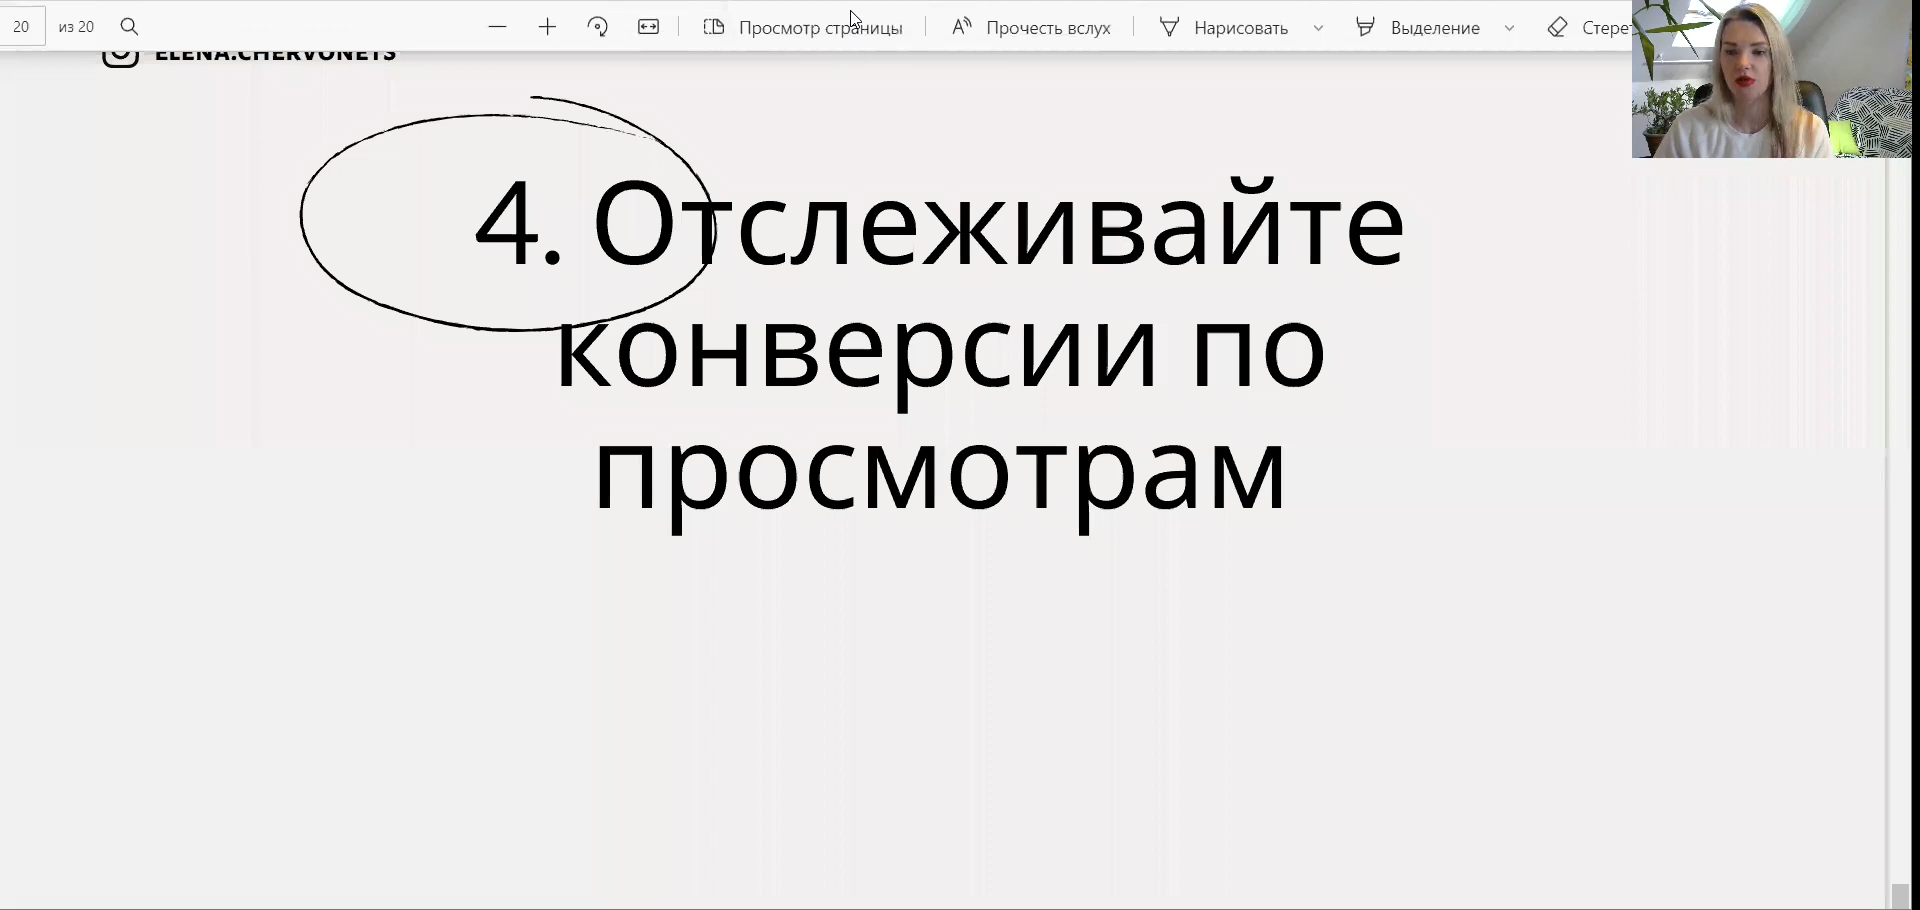 20 из 20 Просмотр страницы Прочесть вслух Нарисовать Выделение Стере
ELENA.CHERVONETS
4. Отслеживайте
конверсии по
просмотрам